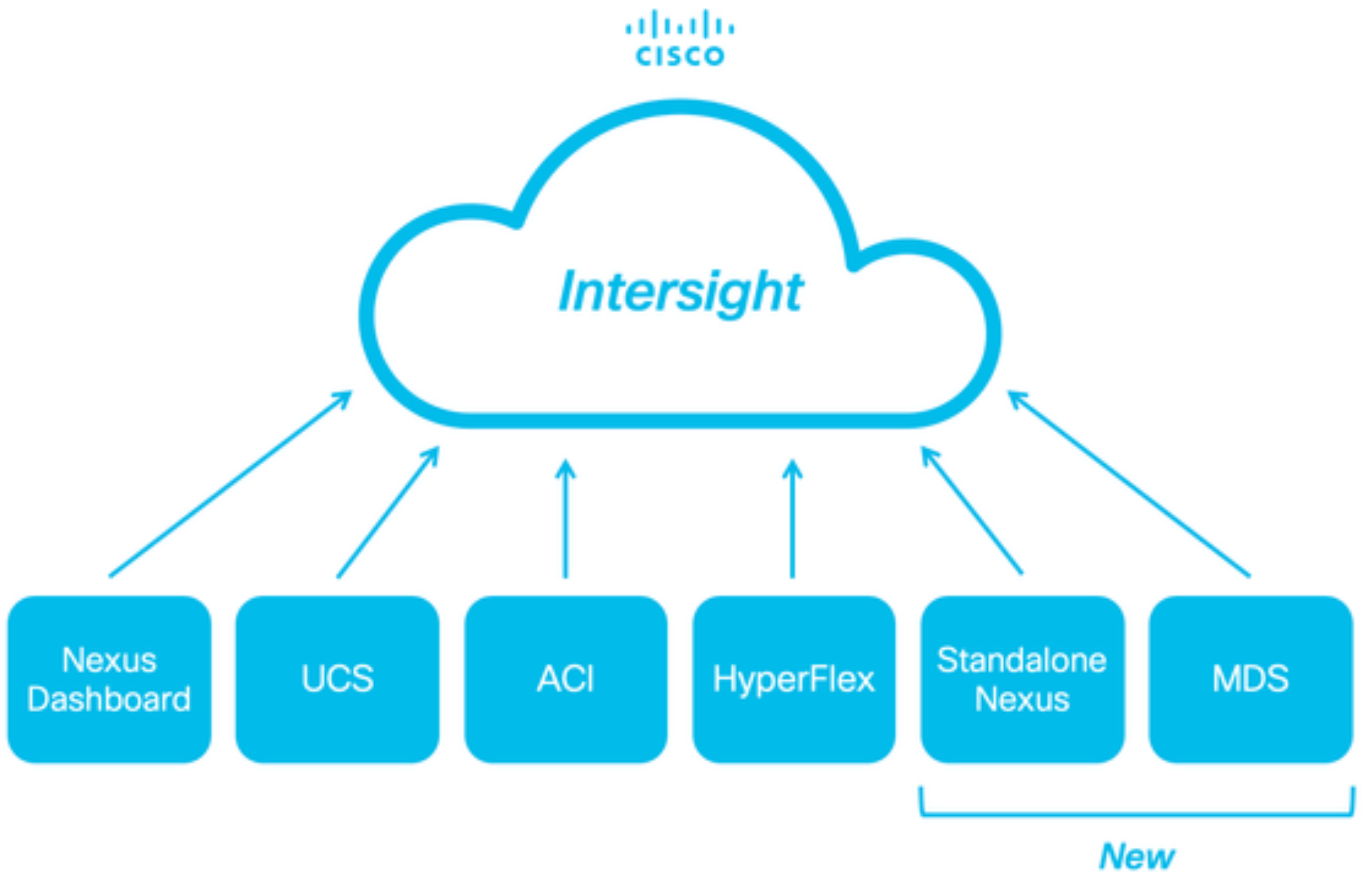 CISCO
Intersight
Nexus
Dashboard
UCS
ACI
HyperFlex
Standalone
Nexus
MDS
New